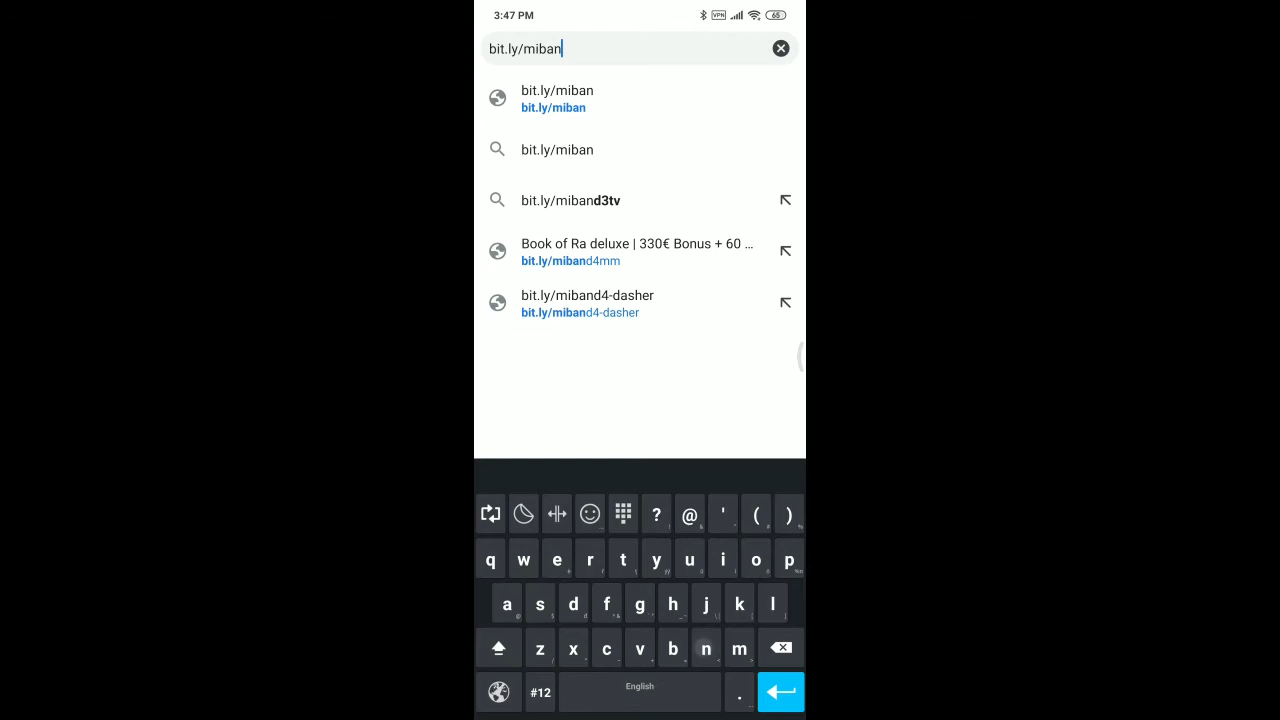 3:47 PM
VPN
65
bit.ly/miban
bit.ly/miban
bit.ly/miban
bit.ly/miban
bit.ly/miband3tv
Book of Ra deluxe | 330€ Bonus + 60 ...
bit.ly/miband4mm
bit.ly/miband4-dasher
bit.ly/miband4-dasher
? @ ' ( )
q w e r t y u i o p
a s d f g h j k l
z x c v b n m
#12 English .